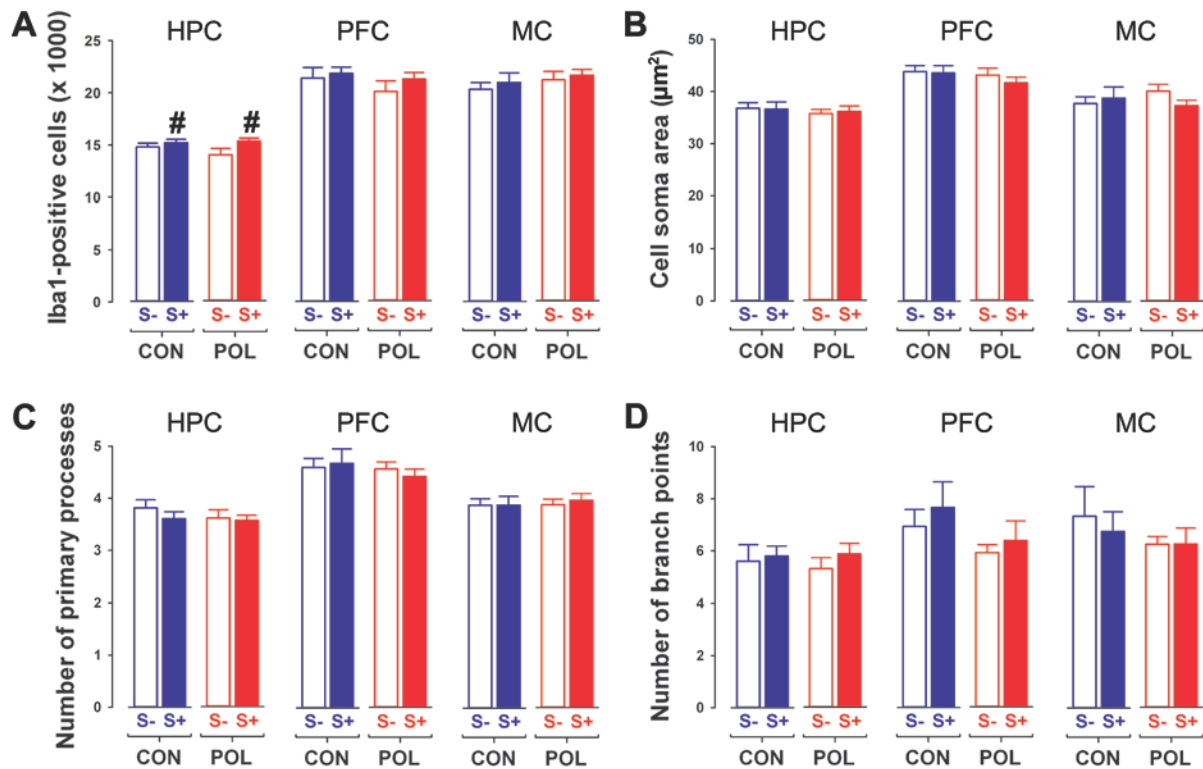 A
HPC PFC MC
Iba1-positive cells (x 1000)
25
20
15
10
5
0
# #
S- S+ S- S+ S- S+ S- S+ S- S+ S- S+
CON POL CON POL CON POL
B
HPC PFC MC
Cell soma area (µm²)
50
40
30
20
10
0
S- S+ S- S+ S- S+ S- S+ S- S+ S- S+
CON POL CON POL CON POL
C
HPC PFC MC
Number of primary processes
5
4
3
2
1
0
S- S+ S- S+ S- S+ S- S+ S- S+ S- S+
CON POL CON POL CON POL
D
HPC PFC MC
Number of branch points
10
8
6
4
2
0
S- S+ S- S+ S- S+ S- S+ S- S+ S- S+
CON POL CON POL CON POL